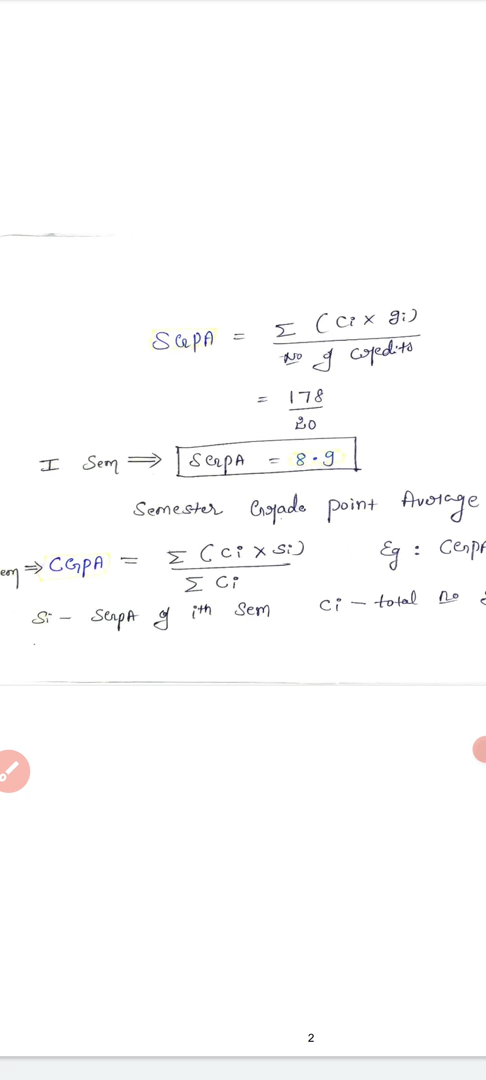 SGPA = Σ (Ci × gi)
No of credits
= 178
20
I Sem ⟹ SGPA = 8.9
Semester Grade point Average
em ⇒ CGPA = Σ (Ci × Si)
Σ Ci
Eg : CGPA
Si - SGPA of ith Sem
Ci - total no
2